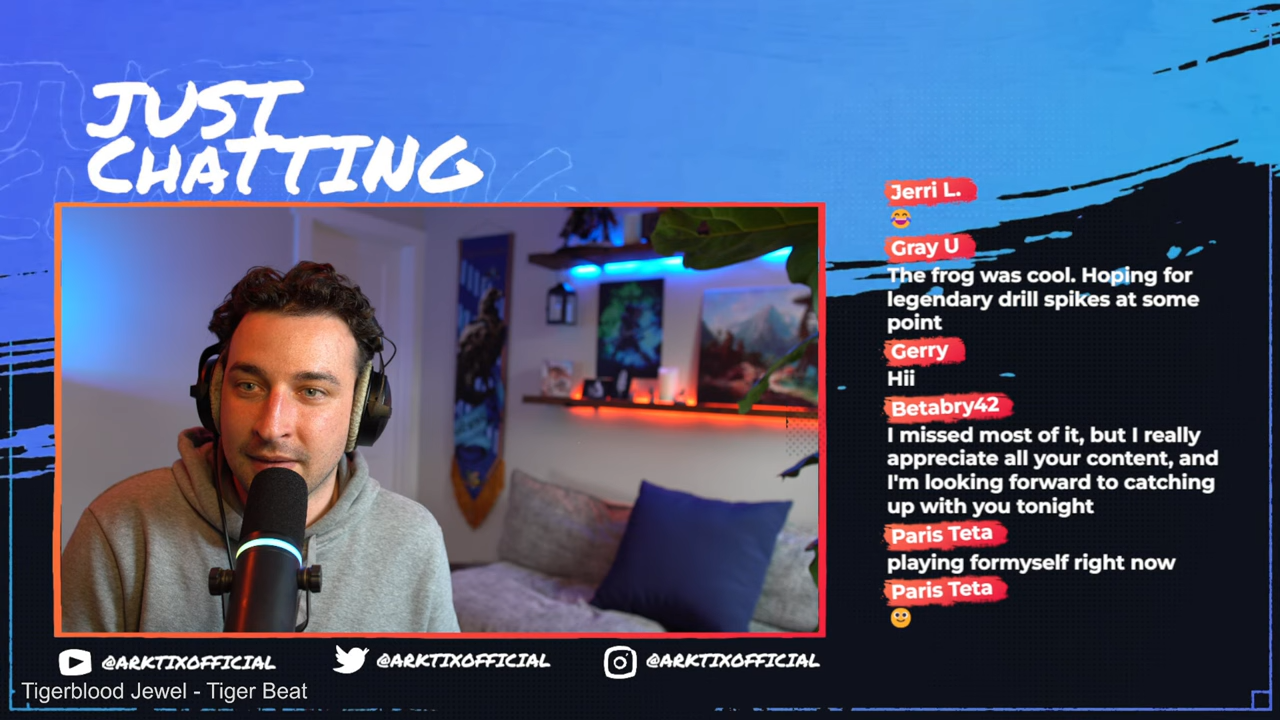 JUST
CHATTING
Jerri L.
Gray U
The frog was cool. Hoping for
legendary drill spikes at some
point
Gerry
Hii
Betabry42
I missed most of it, but I really
appreciate all your content, and
I'm looking forward to catching
up with you tonight
Paris Teta
playing formyself right now
Paris Teta
@ARKTIXOFFICIAL
@ARKTIXOFFICIAL
@ARKTIXOFFICIAL
Tigerblood Jewel - Tiger Beat